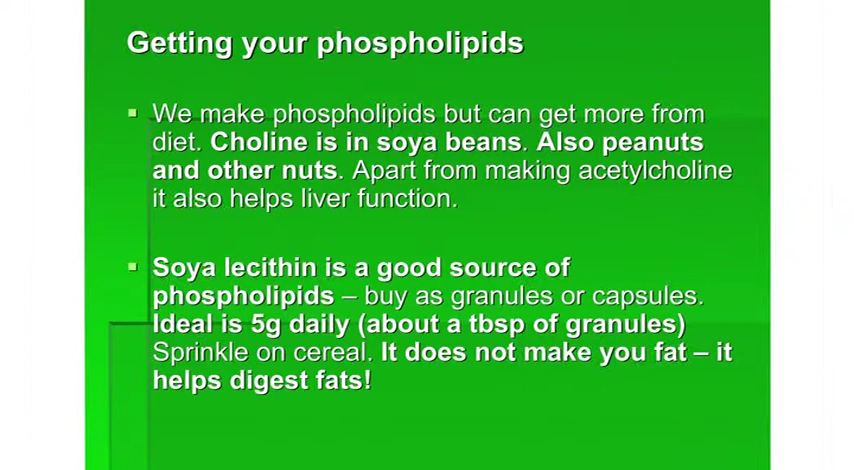 Getting your phospholipids
▪ We make phospholipids but can get more from
diet. Choline is in soya beans. Also peanuts
and other nuts. Apart from making acetylcholine
it also helps liver function.
▪ Soya lecithin is a good source of
phospholipids – buy as granules or capsules.
Ideal is 5g daily (about a tbsp of granules)
Sprinkle on cereal. It does not make you fat – it
helps digest fats!